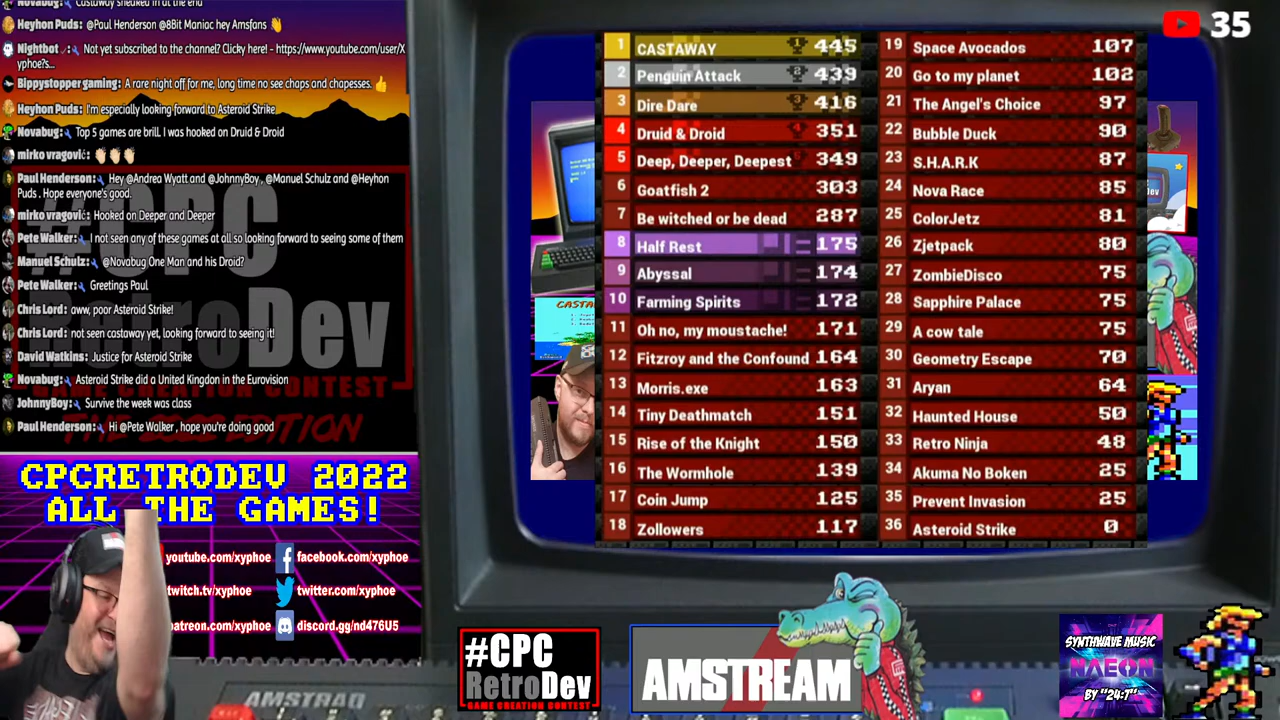 Novabug: Castaway sneaked in at the end
Heyhon Puds: @Paul Henderson @8Bit Maniac hey Amsfans
Nightbot: Not yet subscribed to the channel? Clicky here! - https://www.youtube.com/user/X
yphoe?s...
Bippystopper gaming: A rare night off for me, long time no see chaps and chapesses.
Heyhon Puds: I'm especially looking forward to Asteroid Strike
Novabug: Top 5 games are brill. I was hooked on Druid & Droid
mirko vragović:
Paul Henderson: Hey @Andrea Wyatt and @JohnnyBoy , @Manuel Schulz and @Heyhon
Puds . Hope everyone's good.
mirko vragović: Hooked on Deeper and Deeper
Pete Walker: I not seen any of these games at all so looking forward to seeing some of them
Manuel Schulz: @Novabug One Man and his Droid?
Pete Walker: Greetings Paul
Chris Lord: aww, poor Asteroid Strike!
Chris Lord: not seen castaway yet, looking forward to seeing it!
David Watkins: Justice for Asteroid Strike
Novabug: Asteroid Strike did a United Kingdon in the Eurovision
JohnnyBoy: Survive the week was class
Paul Henderson: Hi @Pete Walker , hope you're doing good
#CPC
RetroDev
GAME CREATION CONTEST
CPCRETRODEV 2022
ALL THE GAMES!
youtube.com/xyphoe
facebook.com/xyphoe
twitch.tv/xyphoe
twitter.com/xyphoe
patreon.com/xyphoe
discord.gg/nd476U5
35
1 CASTAWAY 445
2 Penguin Attack 439
3 Dire Dare 416
4 Druid & Droid 351
5 Deep, Deeper, Deepest 349
6 Goatfish 2 303
7 Be witched or be dead 287
8 Half Rest 175
9 Abyssal 174
10 Farming Spirits 172
11 Oh no, my moustache! 171
12 Fitzroy and the Confound 164
13 Morris.exe 163
14 Tiny Deathmatch 151
15 Rise of the Knight 150
16 The Wormhole 139
17 Coin Jump 125
18 Zollowers 117
19 Space Avocados 107
20 Go to my planet 102
21 The Angel's Choice 97
22 Bubble Duck 90
23 S.H.A.R.K 87
24 Nova Race 85
25 ColorJetz 81
26 Zjetpack 80
27 ZombieDisco 75
28 Sapphire Palace 75
29 A cow tale 75
30 Geometry Escape 70
31 Aryan 64
32 Haunted House 50
33 Retro Ninja 48
34 Akuma No Boken 25
35 Prevent Invasion 25
36 Asteroid Strike 0
AMSTRAD
#CPC
RetroDev
GAME CREATION CONTEST
AMSTREAM
SYNTHWAVE MUSIC
NAEON
BY "24:7"